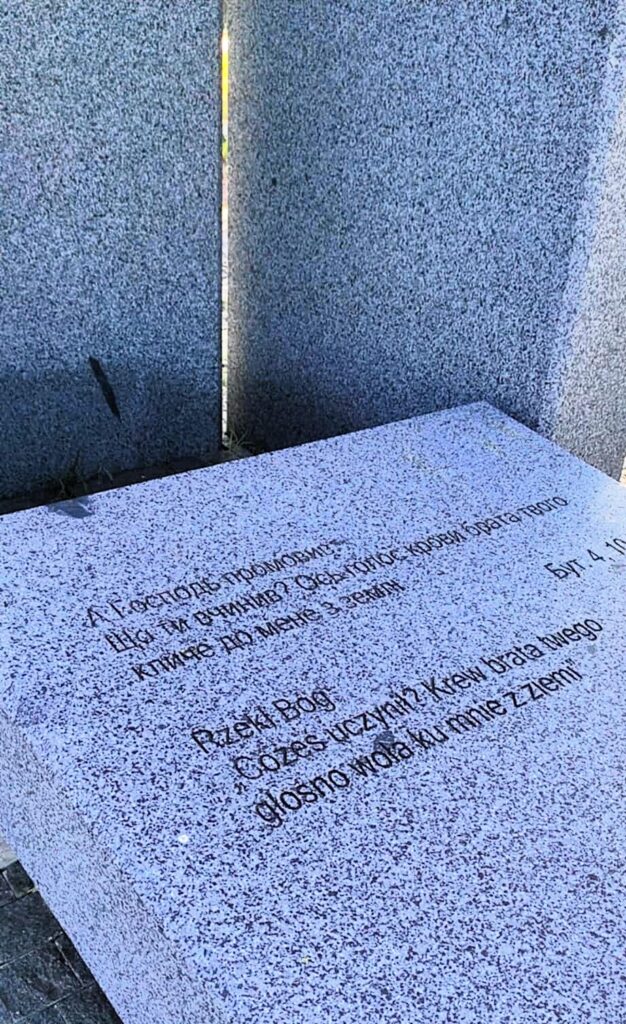 А Господь промовив:
Що ти вчинив? Ось голос крови брата твого
кличе до мене з землі
Бут 4, 10
Rzekł Bóg:
„Cóżeś uczynił? Krew brata twego
głośno woła ku mnie z ziemi”